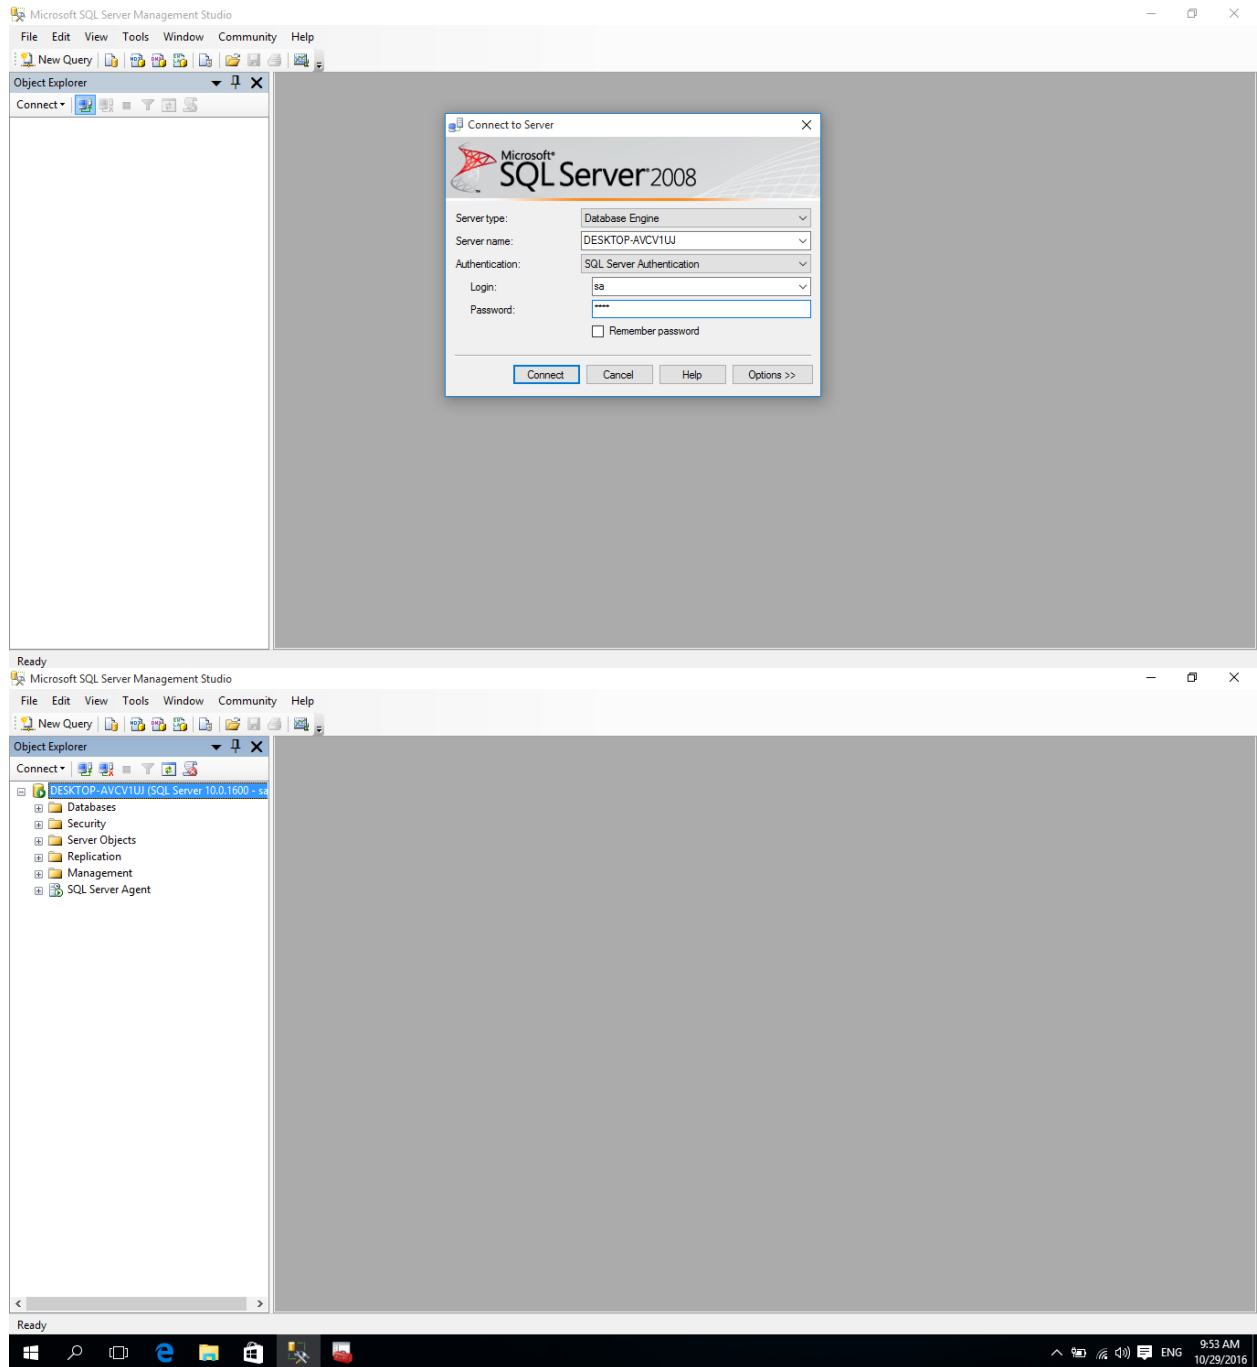 Microsoft SQL Server Management Studio
File Edit View Tools Window Community Help
New Query
Object Explorer
Connect
Connect to Server
Microsoft®
SQL Server® 2008
Server type: Database Engine
Server name: DESKTOP-AVCV1UJ
Authentication: SQL Server Authentication
Login: sa
Password: ****
Remember password
Connect Cancel Help Options >>
Ready
Microsoft SQL Server Management Studio
File Edit View Tools Window Community Help
New Query
Object Explorer
Connect
DESKTOP-AVCV1UJ (SQL Server 10.0.1600 - sa
Databases
Security
Server Objects
Replication
Management
SQL Server Agent
Ready
ENG 9:53 AM
10/29/2016